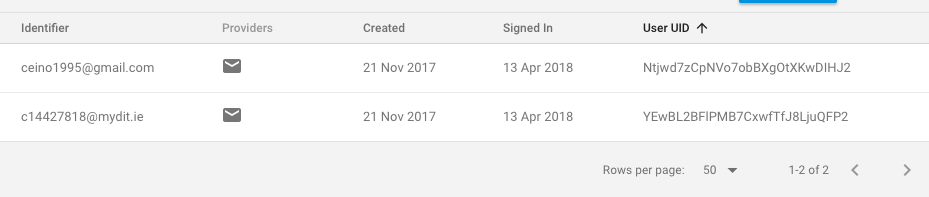 Identifier Providers Created Signed In User UID
ceino1995@gmail.com 21 Nov 2017 13 Apr 2018 Ntjwd7zCpNVo7obBXgOtXKwDIHJ2
c14427818@mydit.ie 21 Nov 2017 13 Apr 2018 YEwBL2BFlPMB7CxwfTfJ8LjuQFP2
Rows per page: 50 1-2 of 2